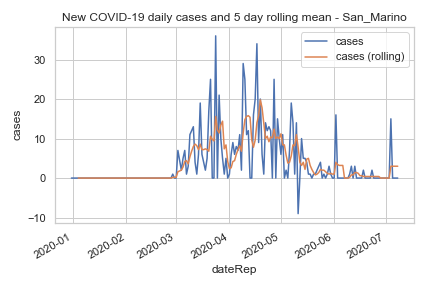 New COVID-19 daily cases and 5 day rolling mean - San_Marino
cases
cases (rolling)
30
20
10
0
−10
cases
2020-01
2020-02
2020-03
2020-04
2020-05
2020-06
2020-07
dateRep